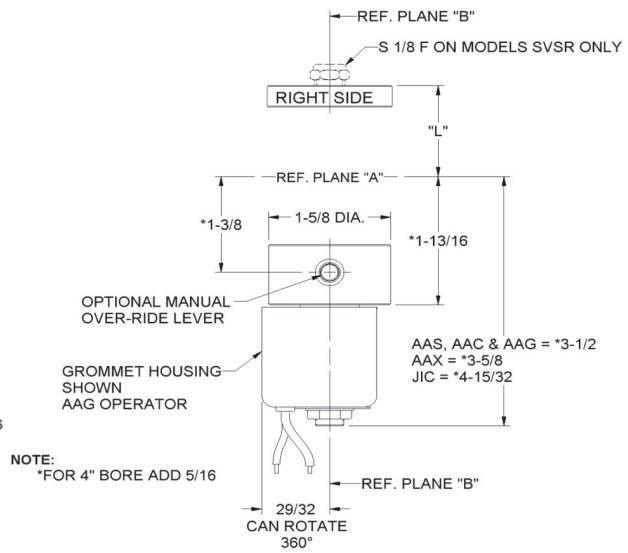 REF. PLANE "B"
S 1/8 F ON MODELS SVSR ONLY
RIGHT SIDE
"L"
REF. PLANE "A"
*1-3/8
1-5/8 DIA.
*1-13/16
OPTIONAL MANUAL
OVER-RIDE LEVER
AAS, AAC & AAG = *3-1/2
AAX = *3-5/8
JIC = *4-15/32
GROMMET HOUSING
SHOWN
AAG OPERATOR
NOTE:
*FOR 4" BORE ADD 5/16
REF. PLANE "B"
29/32
CAN ROTATE
360°